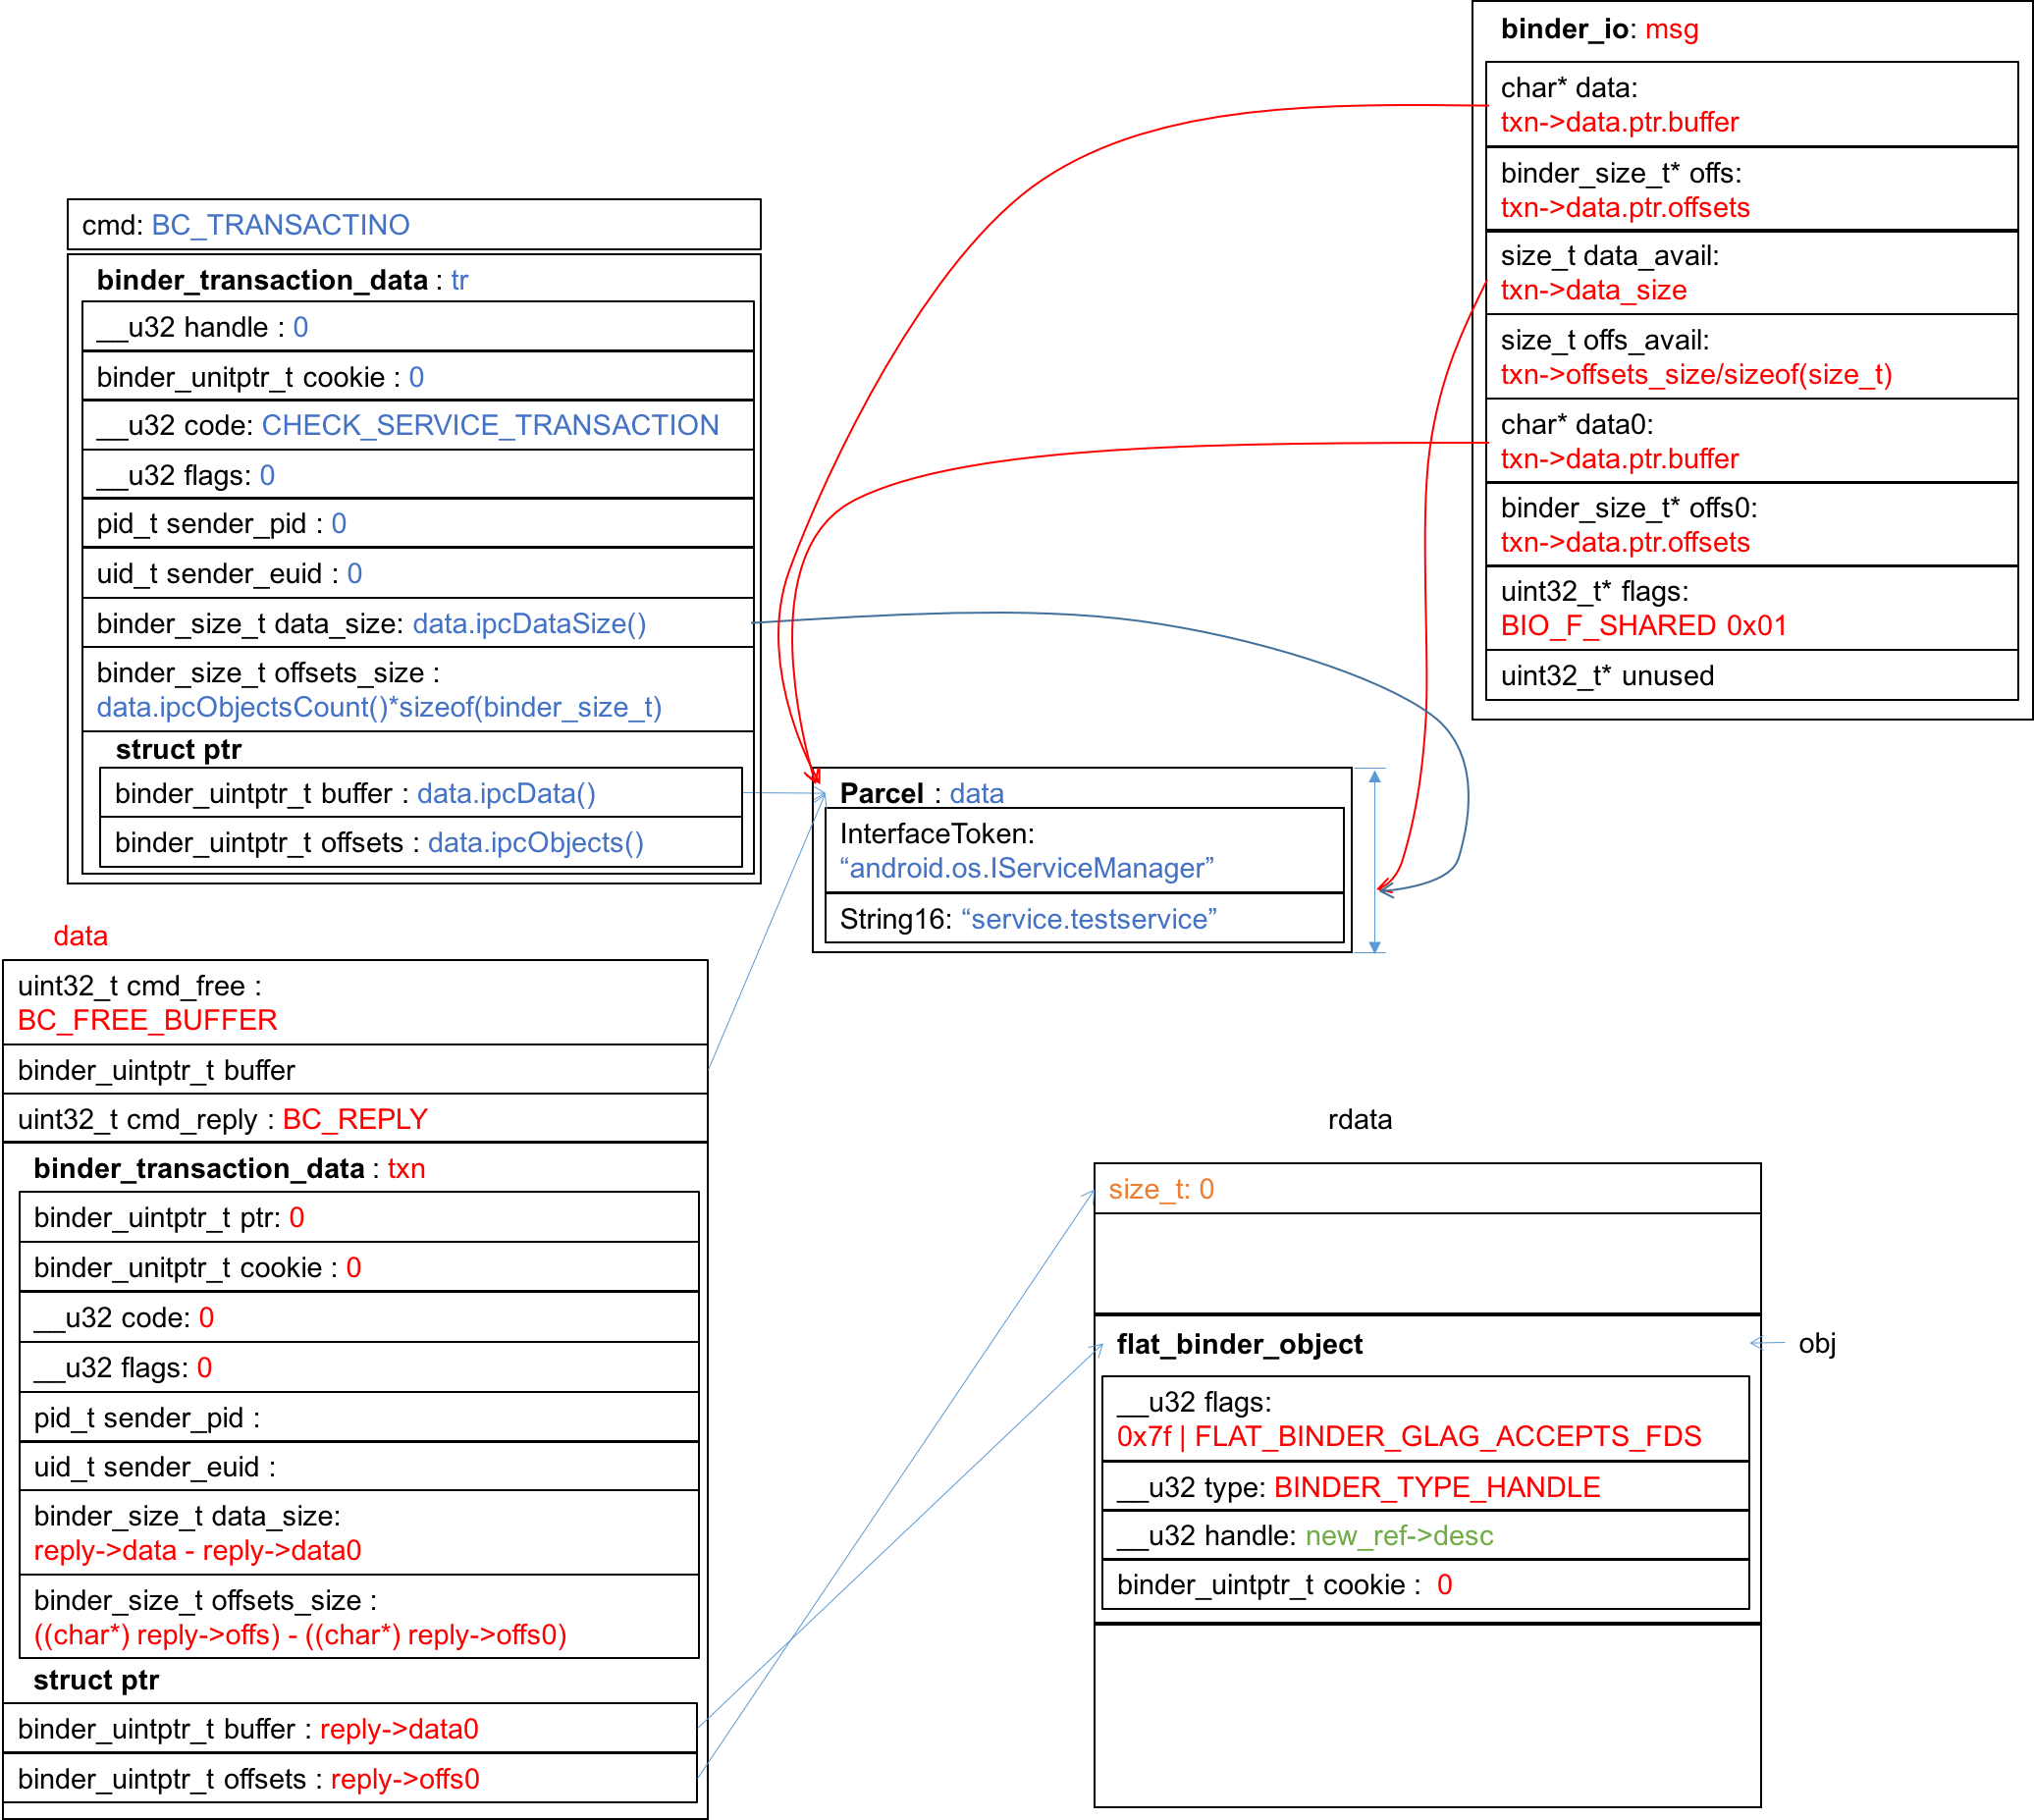 binder_io: msg
char* data:
txn->data.ptr.buffer
binder_size_t* offs:
txn->data.ptr.offsets
size_t data_avail:
txn->data_size
size_t offs_avail:
txn->offsets_size/sizeof(size_t)
char* data0:
txn->data.ptr.buffer
binder_size_t* offs0:
txn->data.ptr.offsets
uint32_t* flags:
BIO_F_SHARED 0x01
uint32_t* unused
cmd: BC_TRANSACTINO
binder_transaction_data : tr
__u32 handle : 0
binder_unitptr_t cookie : 0
__u32 code: CHECK_SERVICE_TRANSACTION
__u32 flags: 0
pid_t sender_pid : 0
uid_t sender_euid : 0
binder_size_t data_size: data.ipcDataSize()
binder_size_t offsets_size :
data.ipcObjectsCount()*sizeof(binder_size_t)
struct ptr
binder_uintptr_t buffer : data.ipcData()
binder_uintptr_t offsets : data.ipcObjects()
Parcel : data
InterfaceToken:
“android.os.IServiceManager”
String16: “service.testservice”
data
uint32_t cmd_free :
BC_FREE_BUFFER
binder_uintptr_t buffer
uint32_t cmd_reply : BC_REPLY
binder_transaction_data : txn
binder_uintptr_t ptr: 0
binder_unitptr_t cookie : 0
__u32 code: 0
__u32 flags: 0
pid_t sender_pid :
uid_t sender_euid :
binder_size_t data_size:
reply->data - reply->data0
binder_size_t offsets_size :
((char*) reply->offs) - ((char*) reply->offs0)
struct ptr
binder_uintptr_t buffer : reply->data0
binder_uintptr_t offsets : reply->offs0
rdata
size_t: 0
flat_binder_object
obj
__u32 flags:
0x7f | FLAT_BINDER_GLAG_ACCEPTS_FDS
__u32 type: BINDER_TYPE_HANDLE
__u32 handle: new_ref->desc
binder_uintptr_t cookie : 0